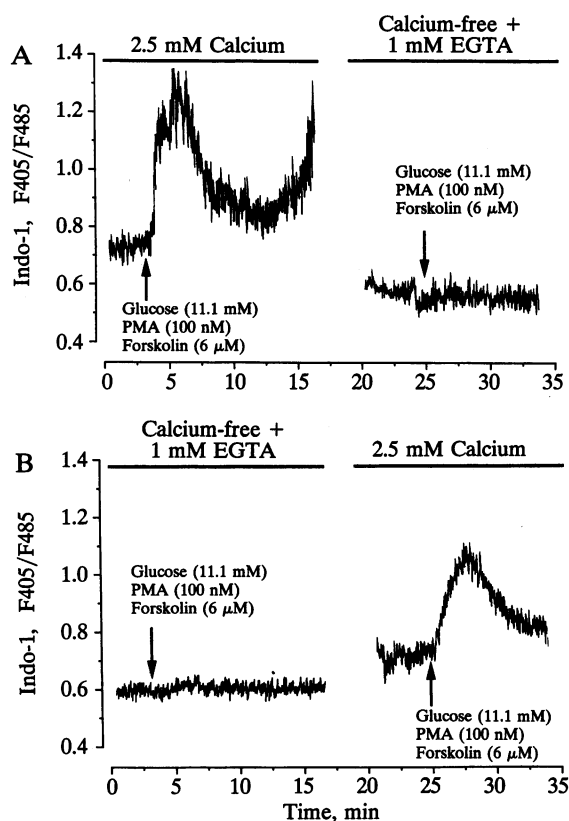 A
2.5 mM Calcium
Calcium-free +
1 mM EGTA
Indo-1, F405/F485
1.4
1.2
1.0
0.8
0.6
0.4
Glucose (11.1 mM)
PMA (100 nM)
Forskolin (6 μM)
Glucose (11.1 mM)
PMA (100 nM)
Forskolin (6 μM)
0 5 10 15 20 25 30 35
B
Calcium-free +
1 mM EGTA
2.5 mM Calcium
Indo-1, F405/F485
1.4
1.2
1.0
0.8
0.6
0.4
Glucose (11.1 mM)
PMA (100 nM)
Forskolin (6 μM)
Glucose (11.1 mM)
PMA (100 nM)
Forskolin (6 μM)
0 5 10 15 20 25 30 35
Time, min